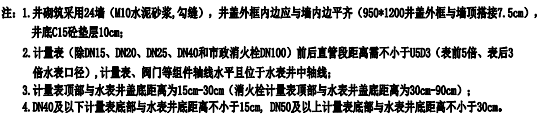 注：1.井砌筑采用24墙（M10水泥砂浆,勾缝），井盖外框内边应与墙内边平齐（950*1200井盖外框与墙顶搭接7.5cm），
井底C15砼垫层10cm；
2.计量表（除DN15、DN20、DN25、DN40和市政消火栓DN100）前后直管段距离需不小于U5D3（表前5倍、表后3
倍水表口径）,计量表、阀门等组件轴线水平且位于水表井中轴线；
3.计量表顶部与水表井盖底距离为15cm-30cm（消火栓计量表顶部与水表井盖底距离为30cm-90cm）；
4.DN40及以下计量表底部与水表井底距离不小于15cm, DN50及以上计量表底部与水表井底距离不小于30cm。